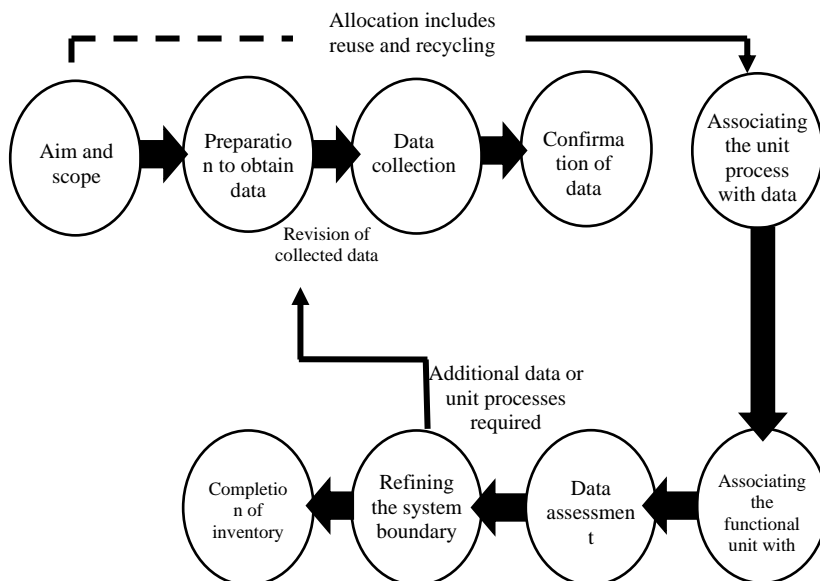 Allocation includes
reuse and recycling
Aim and
scope
Preparatio
n to obtain
data
Data
collection
Confirma
tion of
data
Associating
the unit
process
with data
Revision of
collected data
Additional data or
unit processes
required
Completio
n of
inventory
Refining
the system
boundary
Data
assessmen
t
Associating
the
functional
unit with